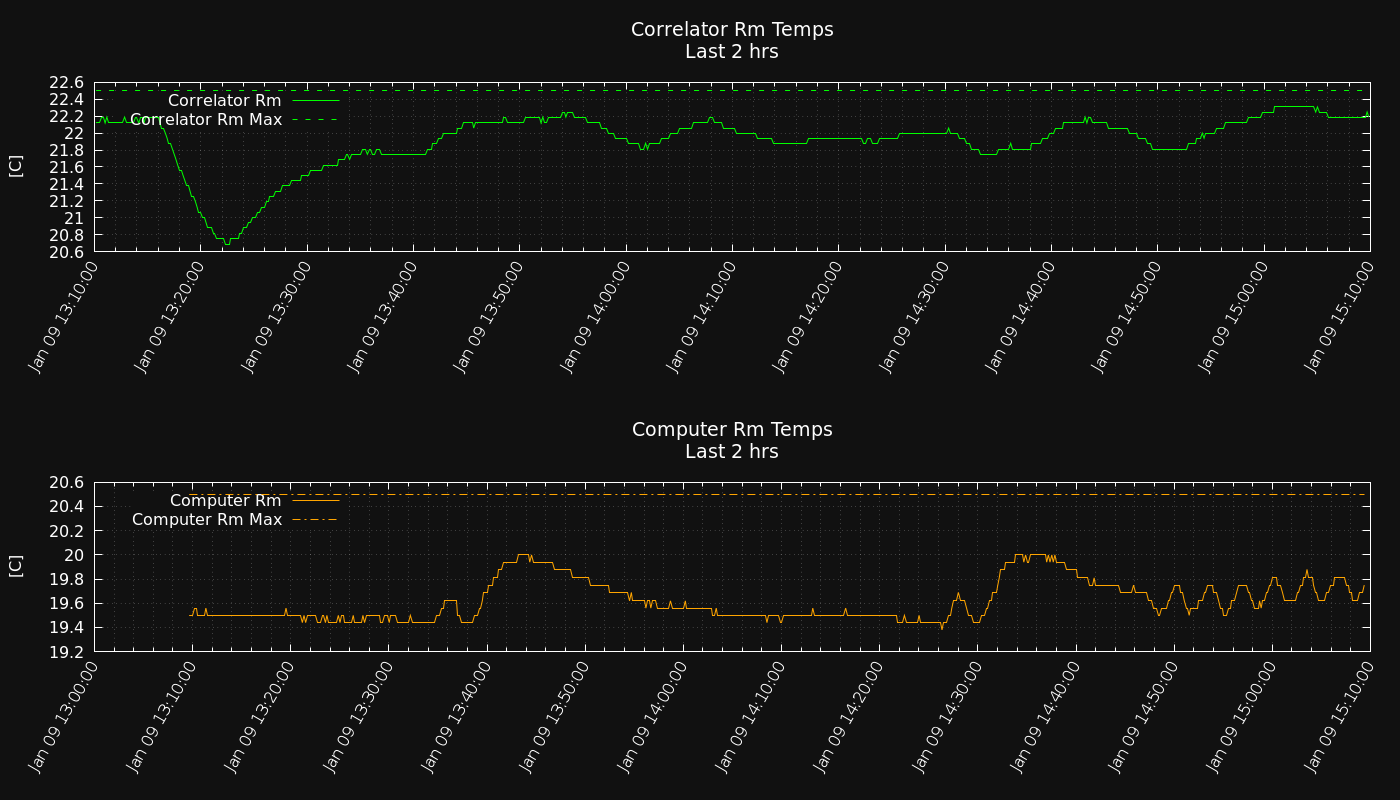 Correlator Rm Temps
Last 2 hrs
22.6
22.4
22.2
22
21.8
21.6
21.4
21.2
21
20.8
20.6
[C]
Correlator Rm
Correlator Rm Max
Jan 09 13:10:00
Jan 09 13:20:00
Jan 09 13:30:00
Jan 09 13:40:00
Jan 09 13:50:00
Jan 09 14:00:00
Jan 09 14:10:00
Jan 09 14:20:00
Jan 09 14:30:00
Jan 09 14:40:00
Jan 09 14:50:00
Jan 09 15:00:00
Jan 09 15:10:00
Computer Rm Temps
Last 2 hrs
20.6
20.4
20.2
20
19.8
19.6
19.4
19.2
[C]
Computer Rm
Computer Rm Max
Jan 09 13:00:00
Jan 09 13:10:00
Jan 09 13:20:00
Jan 09 13:30:00
Jan 09 13:40:00
Jan 09 13:50:00
Jan 09 14:00:00
Jan 09 14:10:00
Jan 09 14:20:00
Jan 09 14:30:00
Jan 09 14:40:00
Jan 09 14:50:00
Jan 09 15:00:00
Jan 09 15:10:00